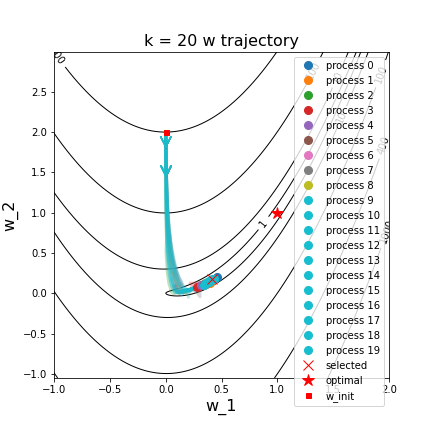 k = 20 w trajectory
w_2
2.5
2.0
1.5
1.0
0.5
0.0
−0.5
−1.0
−1.0
−0.5
0.0
0.5
1.0
2.0
w_1
1
process 0
process 1
process 2
process 3
process 4
process 5
process 6
process 7
process 8
process 9
process 10
process 11
process 12
process 13
process 14
process 15
process 16
process 17
process 18
process 19
selected
optimal
w_init